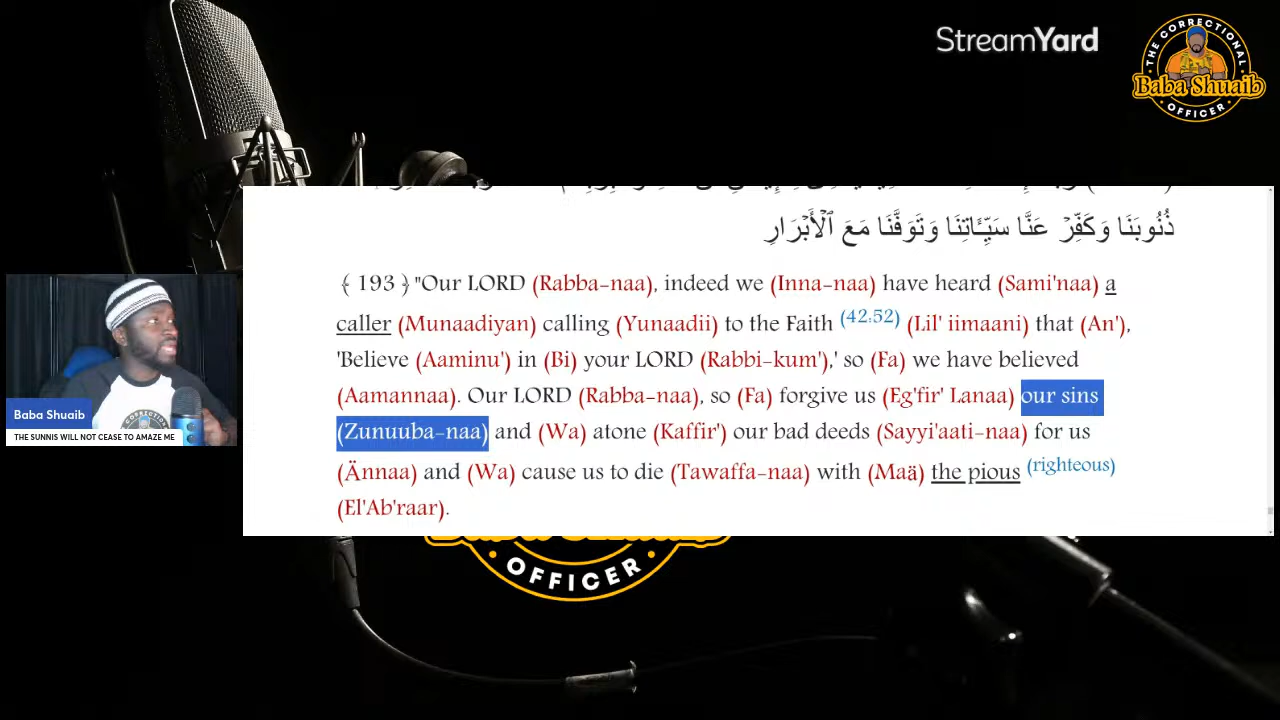 StreamYard
THE CORRECTIONAL
Baba Shuaib
OFFICER
ذُنُوبَنَا وَكَفِّرْ عَنَّا سَيِّـَٔاتِنَا وَتَوَفَّنَا مَعَ ٱلْأَبْرَارِ
﴾ 193 ﴿ "Our LORD (Rabba-naa), indeed we (Inna-naa) have heard (Sami'naa) a
caller (Munaadiyan) calling (Yunaadii) to the Faith (42:52) (Lil' iimaani) that (An'),
'Believe (Aaminu') in (Bi) your LORD (Rabbi-kum'),' so (Fa) we have believed
(Aamannaa). Our LORD (Rabba-naa), so (Fa) forgive us (Eg'fir' Lanaa) our sins
(Zunuuba-naa) and (Wa) atone (Kaffir') our bad deeds (Sayyi'aati-naa) for us
(Ännaa) and (Wa) cause us to die (Tawaffa-naa) with (Maä) the pious (righteous)
(El'Ab'raar).
Baba Shuaib
THE SUNNIS WILL NOT CEASE TO AMAZE ME
OFFICER